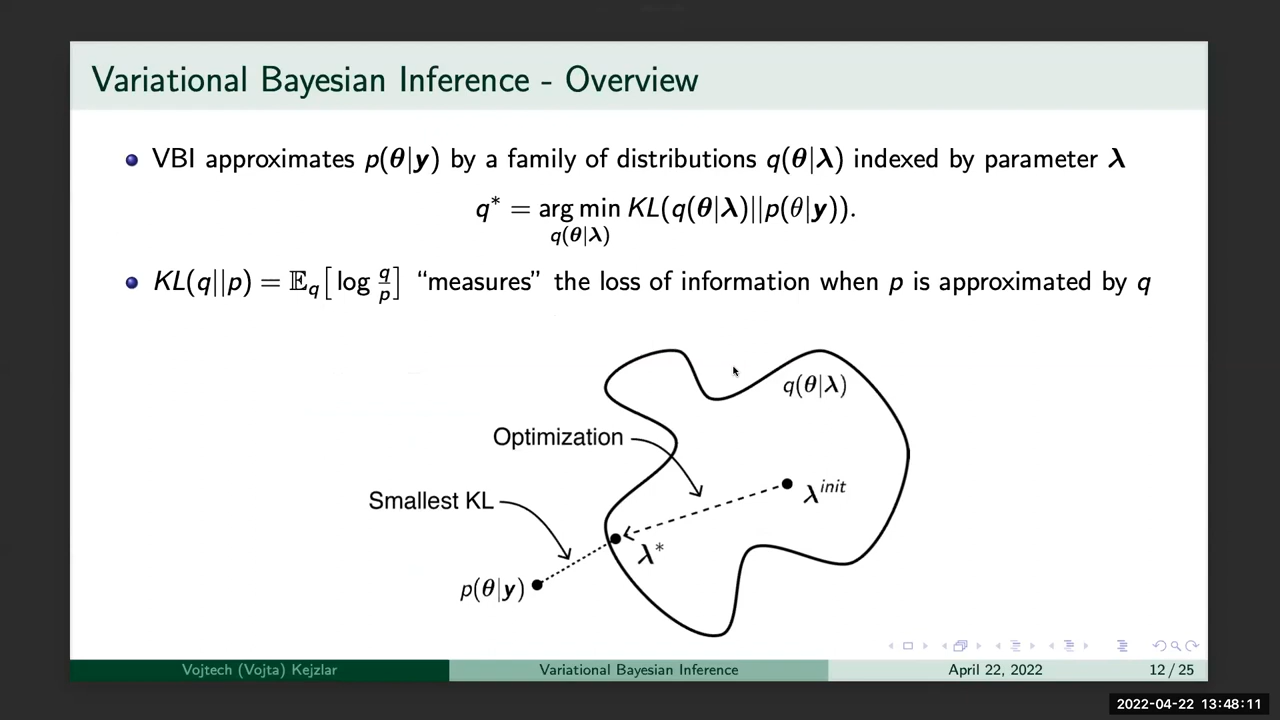 Variational Bayesian Inference - Overview
VBI approximates p(θ|y) by a family of distributions q(θ|λ) indexed by parameter λ
q* = arg min KL(q(θ|λ)||p(θ|y)).
q(θ|λ)
KL(q||p) = 𝔼q[log q/p] “measures” the loss of information when p is approximated by q
q(θ|λ)
Optimization
λ^init
Smallest KL
λ*
p(θ|y)
Vojtech (Vojta) Kejzlar
Variational Bayesian Inference
April 22, 2022
12 / 25
2022-04-22 13:48:11